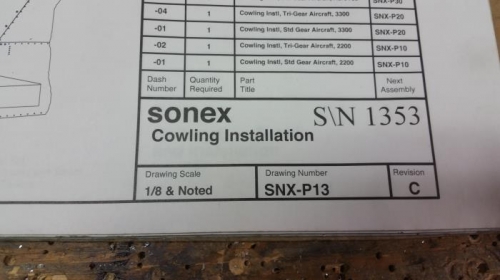 SNX-P30
-04 1 Cowling Instl, Tri-Gear Aircraft, 3300 SNX-P20
-01 1 Cowling Instl, Std Gear Aircraft, 3300 SNX-P20
-02 1 Cowling Instl, Tri-Gear Aircraft, 2200 SNX-P10
-01 1 Cowling Instl, Std Gear Aircraft, 2200 SNX-P10
Dash Number Quantity Required Part Title Next Assembly
sonex S\N 1353
Cowling Installation
Drawing Scale Drawing Number Revision
1/8 & Noted SNX-P13 C